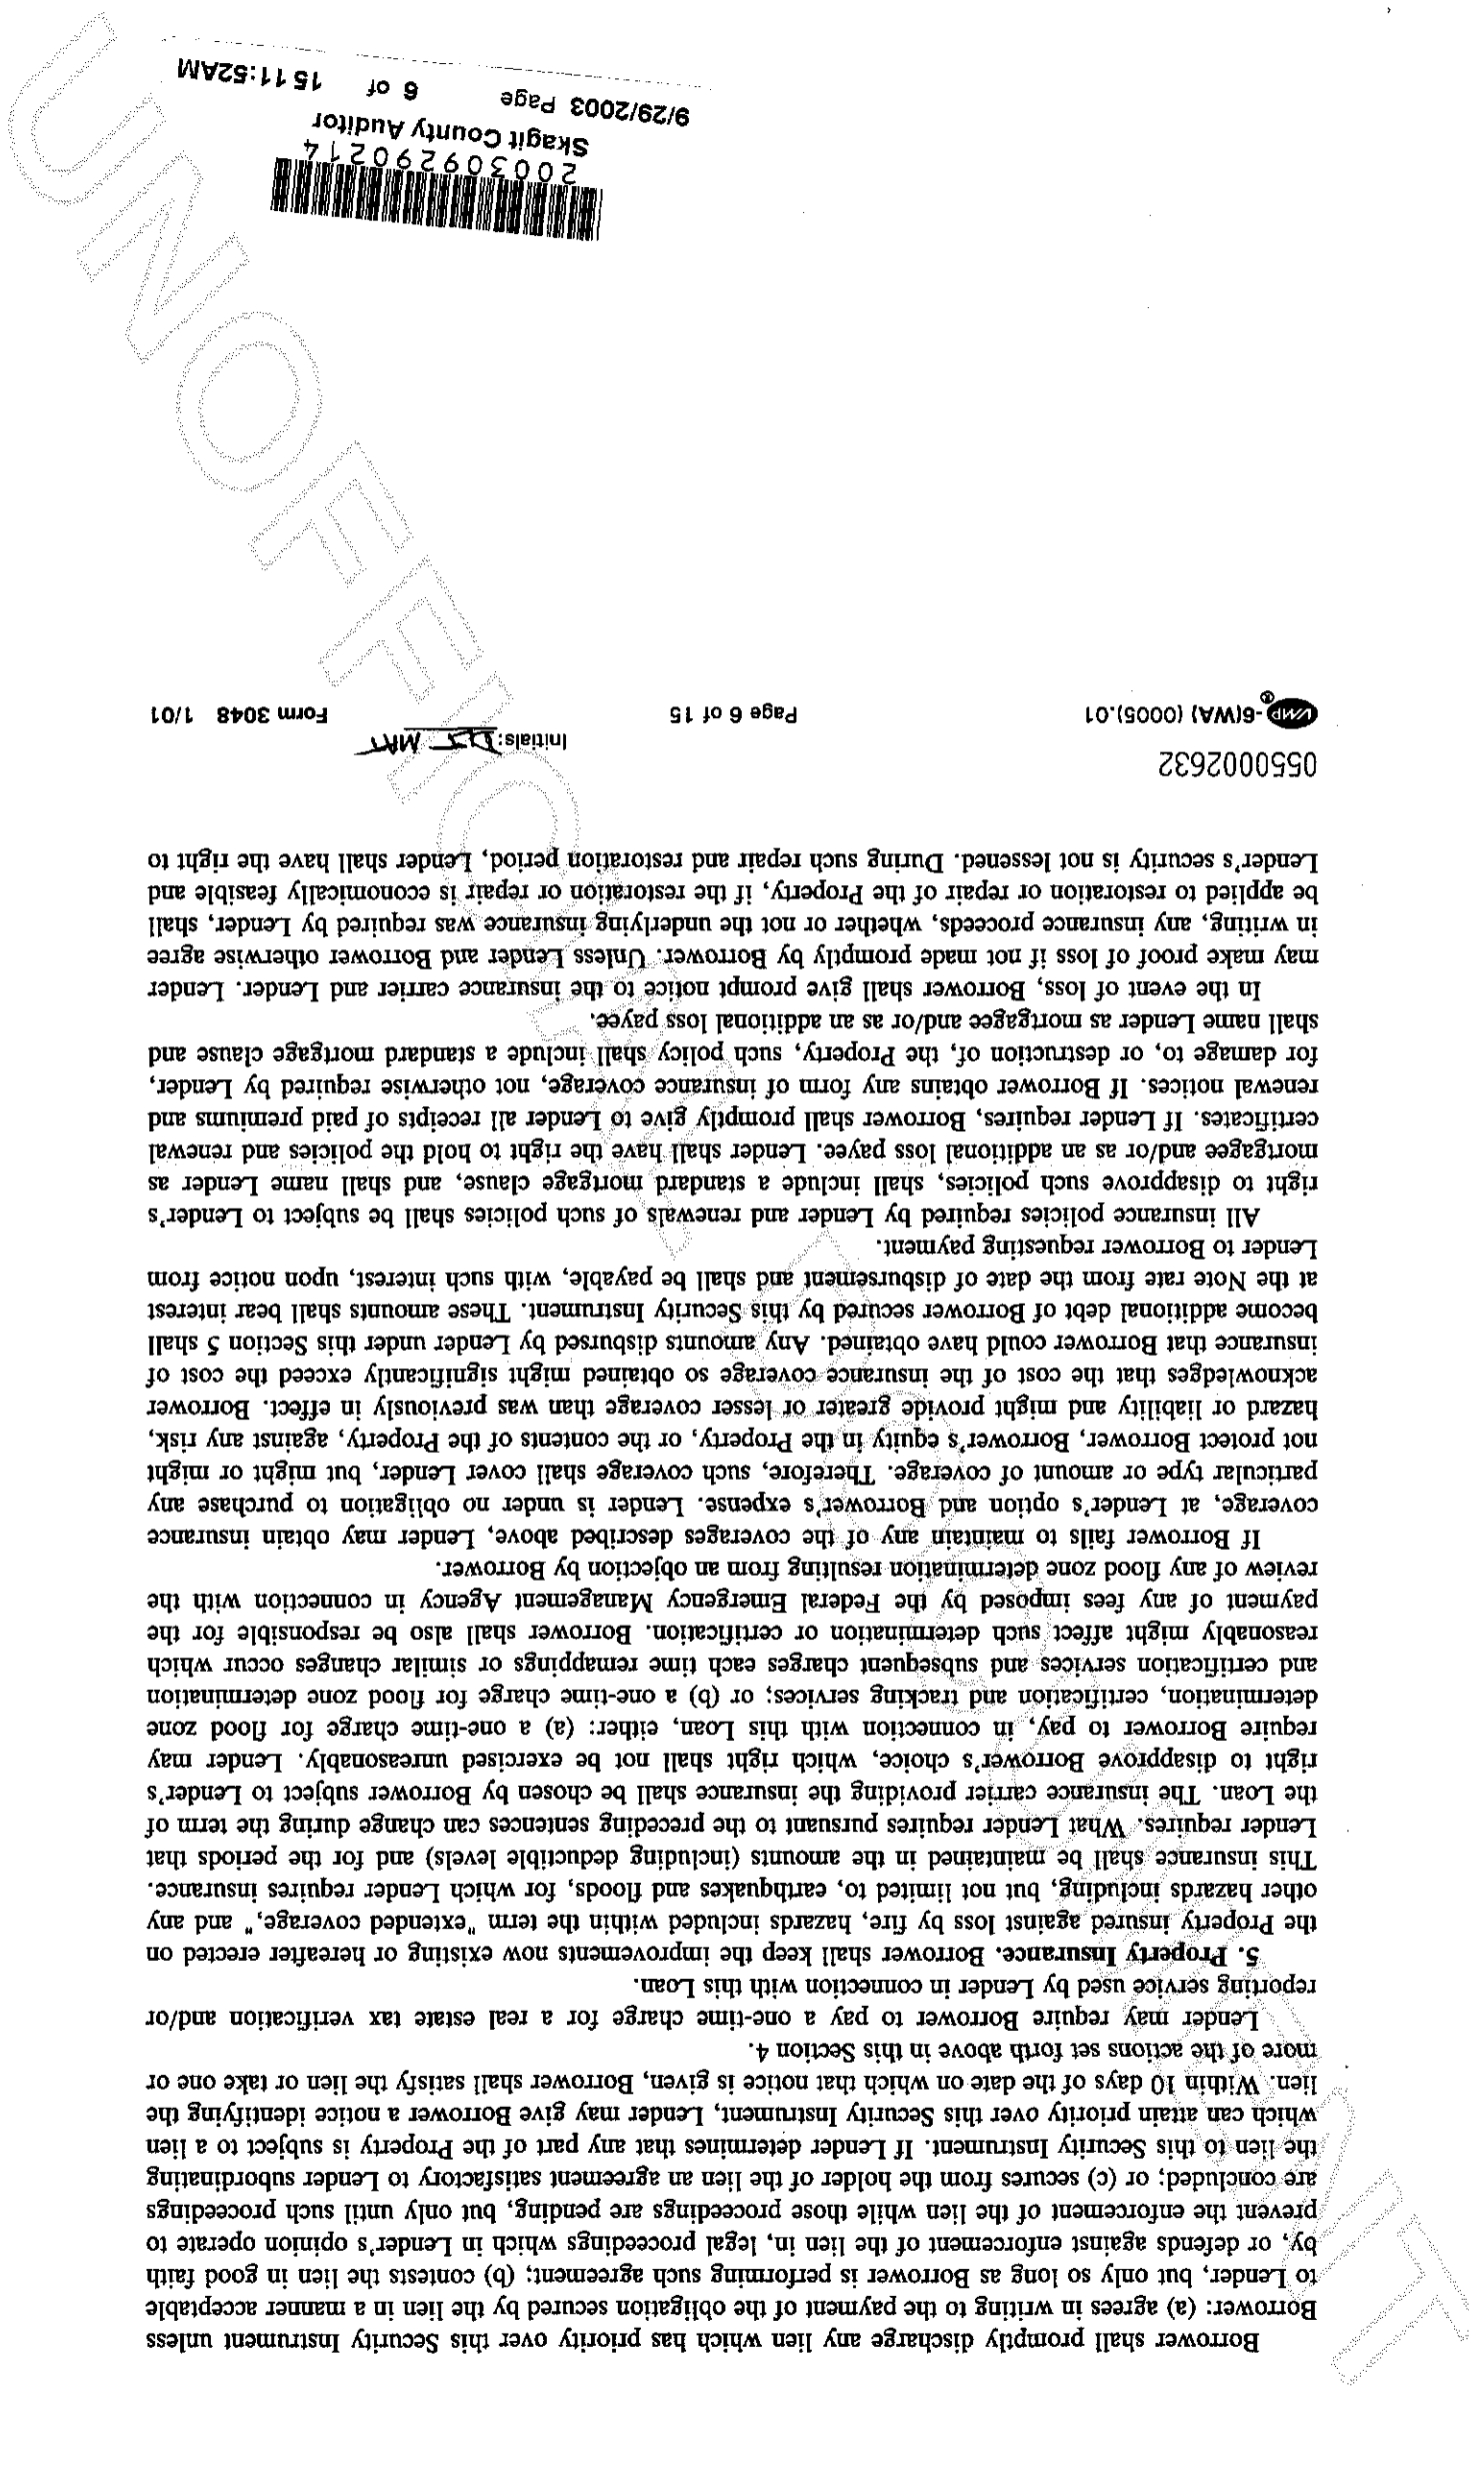 Borrower shall promptly discharge any lien which has priority over this Security Instrument unless
Borrower: (a) agrees in writing to the payment of the obligation secured by the lien in a manner acceptable
to Lender, but only so long as Borrower is performing such agreement; (b) contests the lien in good faith
by, or defends against enforcement of the lien in, legal proceedings which in Lender's opinion operate to
prevent the enforcement of the lien while those proceedings are pending, but only until such proceedings
are concluded; or (c) secures from the holder of the lien an agreement satisfactory to Lender subordinating
the lien to this Security Instrument. If Lender determines that any part of the Property is subject to a lien
which can attain priority over this Security Instrument, Lender may give Borrower a notice identifying the
lien. Within 10 days of the date on which that notice is given, Borrower shall satisfy the lien or take one or
more of the actions set forth above in this Section 4.
Lender may require Borrower to pay a one-time charge for a real estate tax verification and/or
reporting service used by Lender in connection with this Loan.
5. Property Insurance. Borrower shall keep the improvements now existing or hereafter erected on
the Property insured against loss by fire, hazards included within the term "extended coverage," and any
other hazards including, but not limited to, earthquakes and floods, for which Lender requires insurance.
This insurance shall be maintained in the amounts (including deductible levels) and for the periods that
Lender requires. What Lender requires pursuant to the preceding sentences can change during the term of
the Loan. The insurance carrier providing the insurance shall be chosen by Borrower subject to Lender's
right to disapprove Borrower's choice, which right shall not be exercised unreasonably. Lender may
require Borrower to pay, in connection with this Loan, either: (a) a one-time charge for flood zone
determination, certification and tracking services; or (b) a one-time charge for flood zone determination
and certification services and subsequent charges each time remappings or similar changes occur which
reasonably might affect such determination or certification. Borrower shall also be responsible for the
payment of any fees imposed by the Federal Emergency Management Agency in connection with the
review of any flood zone determination resulting from an objection by Borrower.
If Borrower fails to maintain any of the coverages described above, Lender may obtain insurance
coverage, at Lender's option and Borrower's expense. Lender is under no obligation to purchase any
particular type or amount of coverage. Therefore, such coverage shall cover Lender, but might or might
not protect Borrower, Borrower's equity in the Property, or the contents of the Property, against any risk,
hazard or liability and might provide greater or lesser coverage than was previously in effect. Borrower
acknowledges that the cost of the insurance coverage so obtained might significantly exceed the cost of
insurance that Borrower could have obtained. Any amounts disbursed by Lender under this Section 5 shall
become additional debt of Borrower secured by this Security Instrument. These amounts shall bear interest
at the Note rate from the date of disbursement and shall be payable, with such interest, upon notice from
Lender to Borrower requesting payment.
All insurance policies required by Lender and renewals of such policies shall be subject to Lender's
right to disapprove such policies, shall include a standard mortgage clause, and shall name Lender as
mortgagee and/or as an additional loss payee. Lender shall have the right to hold the policies and renewal
certificates. If Lender requires, Borrower shall promptly give to Lender all receipts of paid premiums and
renewal notices. If Borrower obtains any form of insurance coverage, not otherwise required by Lender,
for damage to, or destruction of, the Property, such policy shall include a standard mortgage clause and
shall name Lender as mortgagee and/or as an additional loss payee.
In the event of loss, Borrower shall give prompt notice to the insurance carrier and Lender. Lender
may make proof of loss if not made promptly by Borrower. Unless Lender and Borrower otherwise agree
in writing, any insurance proceeds, whether or not the underlying insurance was required by Lender, shall
be applied to restoration or repair of the Property, if the restoration or repair is economically feasible and
Lender's security is not lessened. During such repair and restoration period, Lender shall have the right to
0550002632
Initials: MAT
VMP®-6(WA) (0005).01 Page 6 of 15 Form 3048 1/01
200309290214
Skagit County Auditor
9/29/2003 Page 6 of 15 11:52AM
UNOFFICIAL DOCUMENT